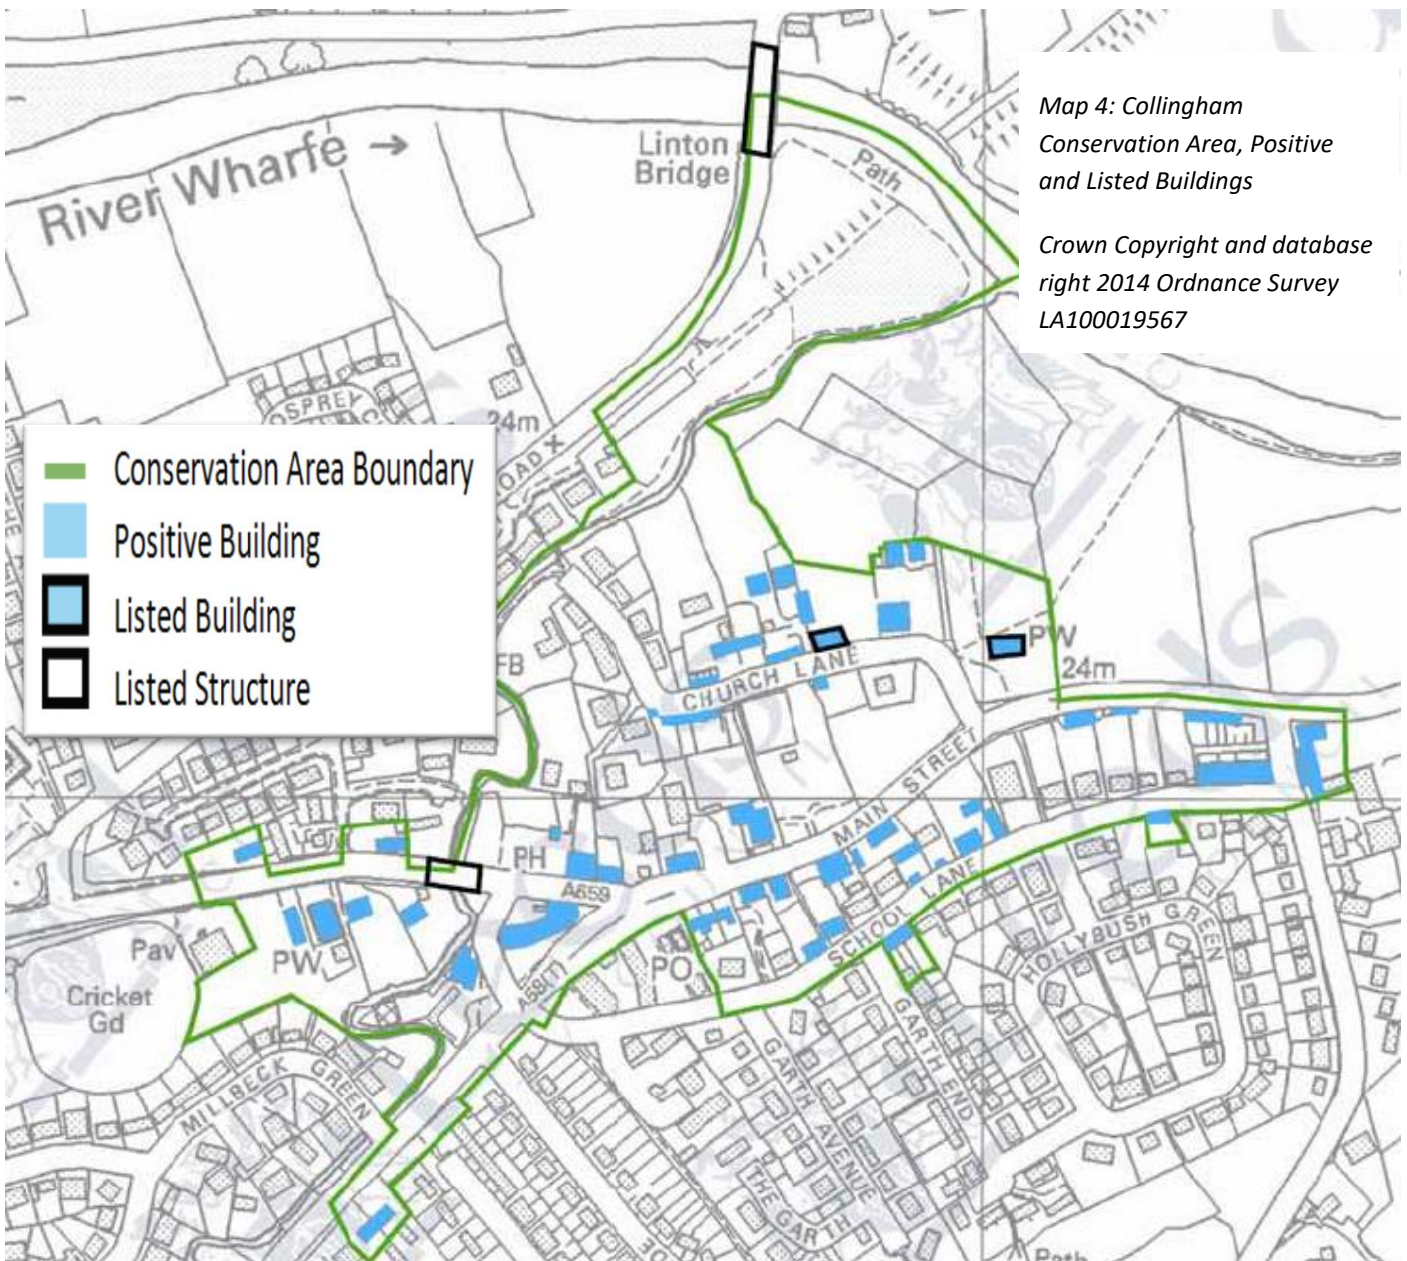 Map 4: Collingham
Conservation Area, Positive
and Listed Buildings
Crown Copyright and database
right 2014 Ordnance Survey
LA100019567
Linton
Bridge
Path
River Wharfe →
OSPREY
24m
ROAD
Conservation Area Boundary
Positive Building
Listed Building
Listed Structure
FB
CHURCH LANE
PW
24m
MAIN STREET
PH
A659
SCHOOL LANE
HOLLYBUSH GREEN
Pav
PW
PO
A58(T)
Cricket
Gd
GARTH END
GARTH AVENUE
MILLBECK GREEN
THE GARTH
Path